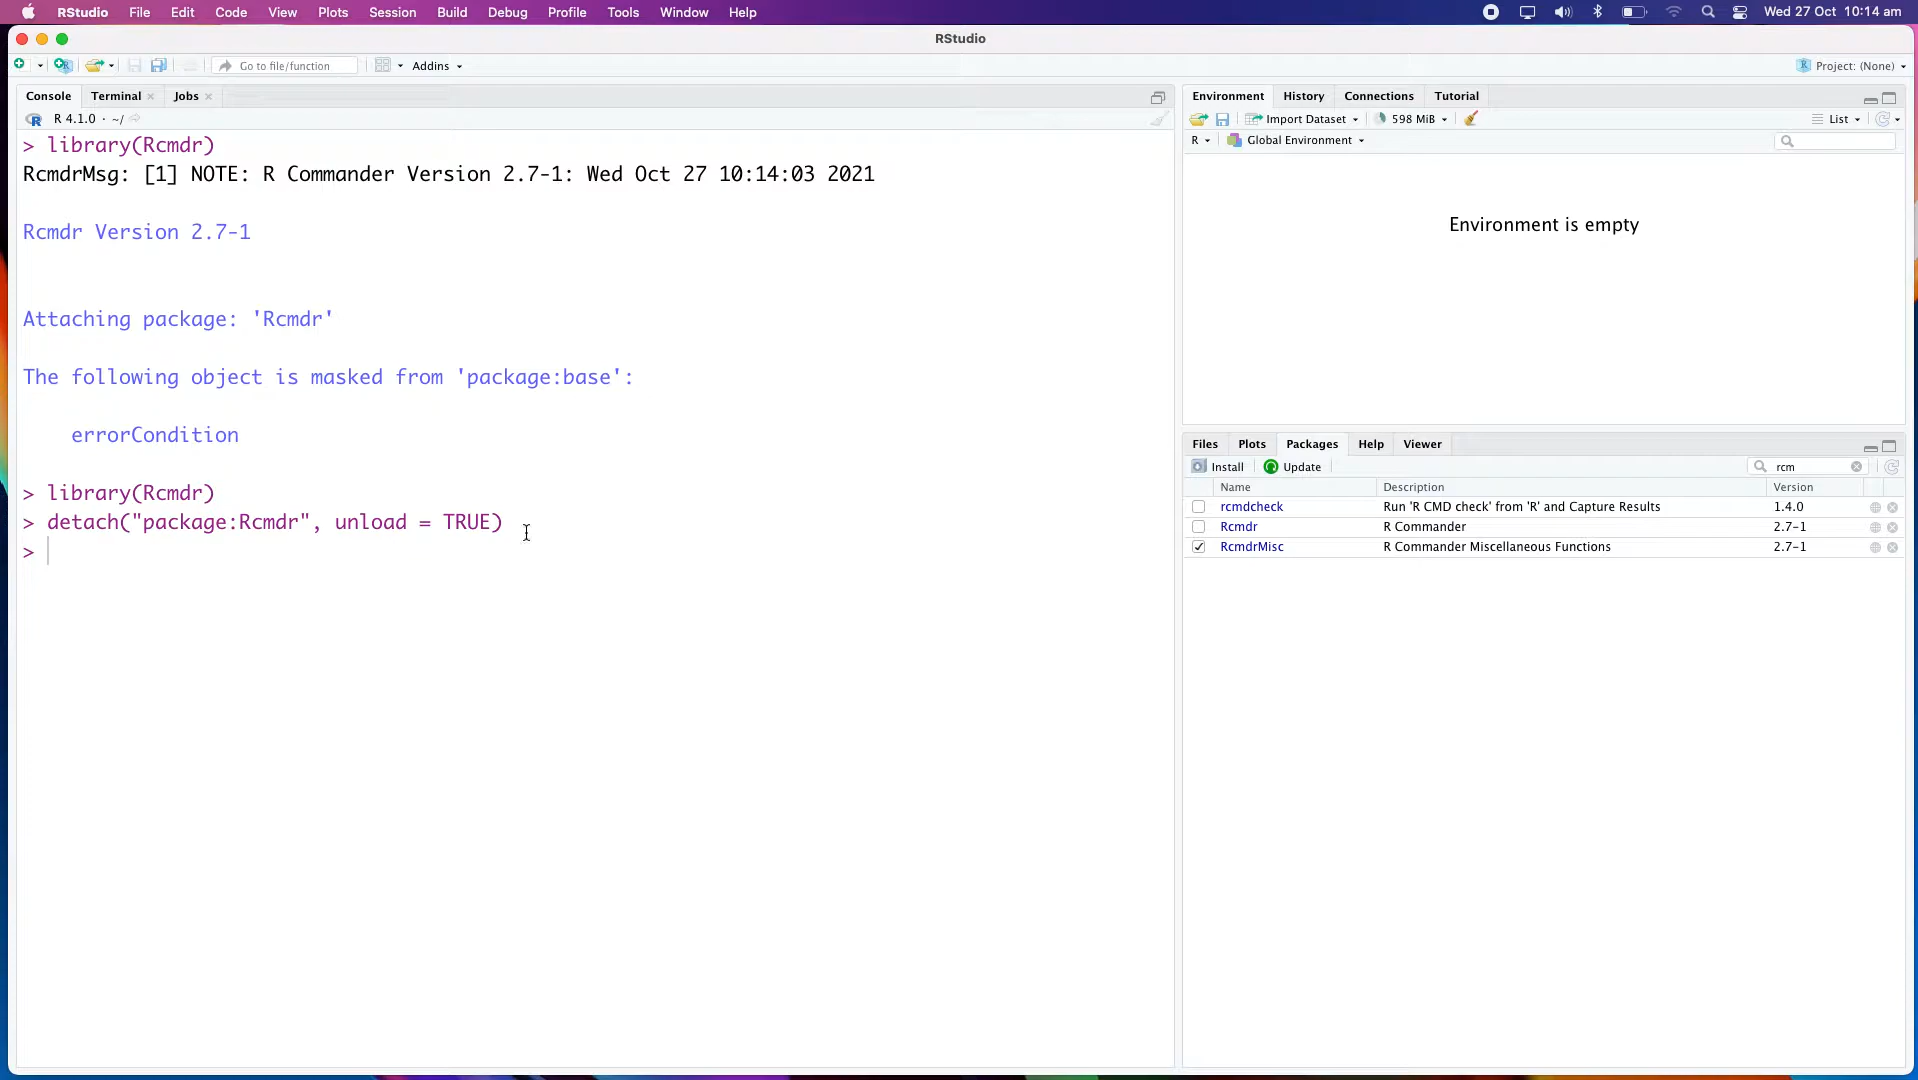 RStudio File Edit Code View Plots Session Build Debug Profile Tools Window Help Wed 27 Oct 10:14 am
RStudio
Go to file/function Addins Project: (None)
Console Terminal Jobs
R 4.1.0 · ~/
> library(Rcmdr)
RcmdrMsg: [1] NOTE: R Commander Version 2.7-1: Wed Oct 27 10:14:03 2021
Rcmdr Version 2.7-1
Attaching package: 'Rcmdr'
The following object is masked from 'package:base':
errorCondition
> library(Rcmdr)
> detach("package:Rcmdr", unload = TRUE)
>
Environment History Connections Tutorial
Import Dataset 598 MiB List
R Global Environment
Environment is empty
Files Plots Packages Help Viewer
Install Update rcm
Name Description Version
rcmdcheck Run 'R CMD check' from 'R' and Capture Results 1.4.0
Rcmdr R Commander 2.7-1
RcmdrMisc R Commander Miscellaneous Functions 2.7-1